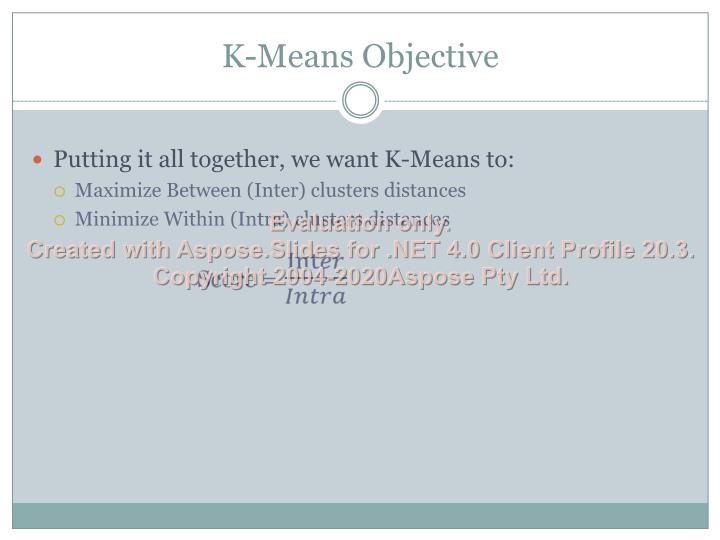 K-Means Objective
Putting it all together, we want K-Means to:
Maximize Between (Inter) clusters distances
Minimize Within (Intra) clusters distances
Evaluation only.
Created with Aspose.Slides for .NET 4.0 Client Profile 20.3.
Copyright 2004-2020Aspose Pty Ltd.
Score = Inter
Intra